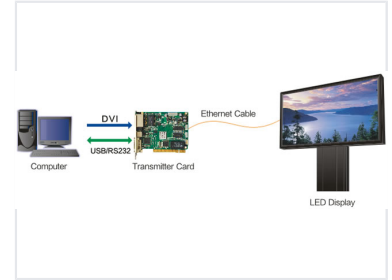 DVI
Ethernet Cable
USB/RS232
Computer
Transmitter Card
LED Display